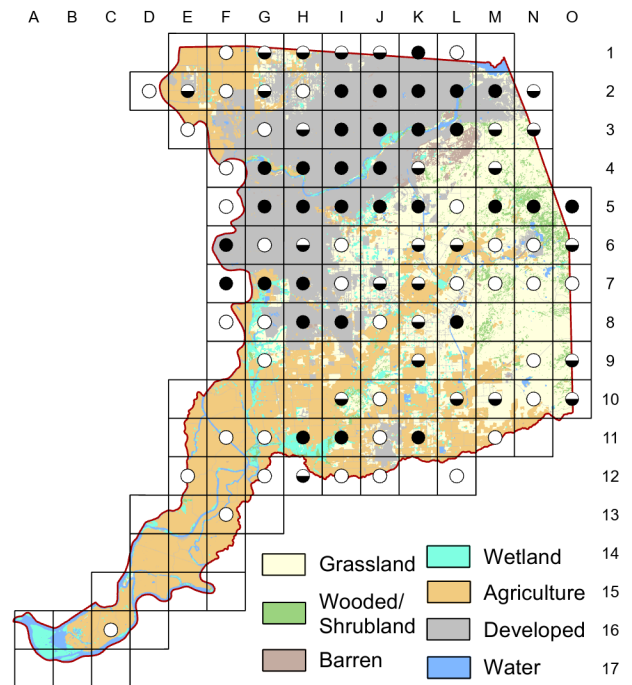 A B C D E F G H I J K L M N O
1
2
3
4
5
6
7
8
9
10
11
12
13
14
15
16
17
Grassland
Wooded/
Shrubland
Barren
Wetland
Agriculture
Developed
Water